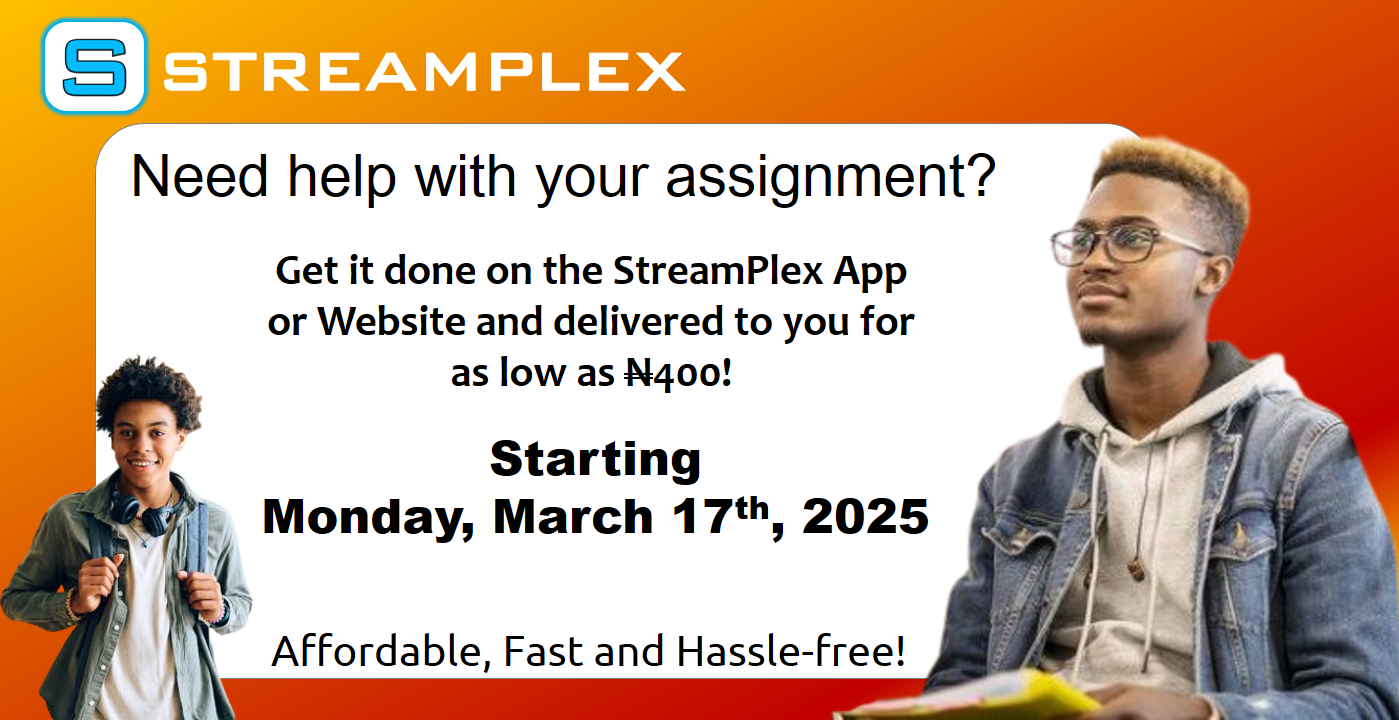 S STREAMPLEX
Need help with your assignment?
Get it done on the StreamPlex App
or Website and delivered to you for
as low as ₦400!
Starting
Monday, March 17th, 2025
Affordable, Fast and Hassle-free!